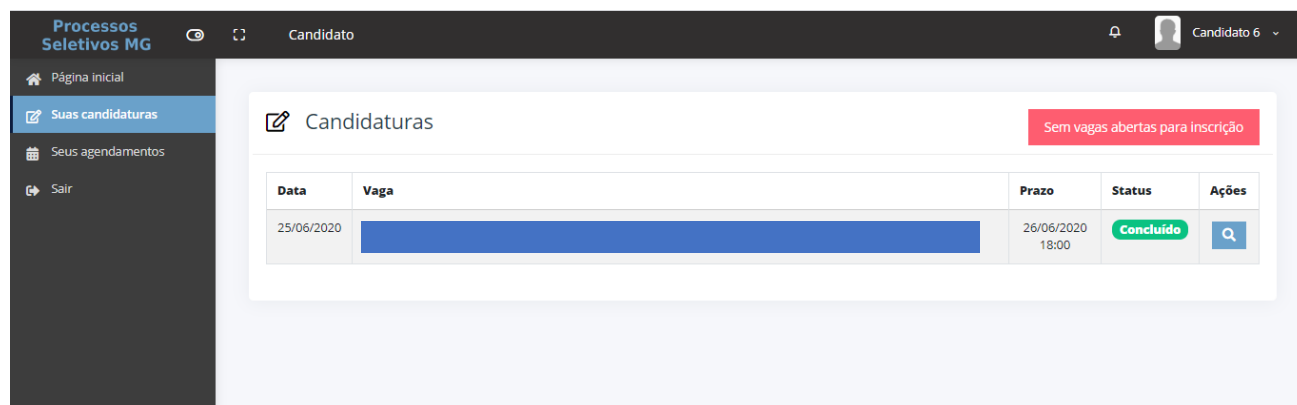 Processos
Seletivos MG
Candidato
Candidato 6
Página inicial
Suas candidaturas
Seus agendamentos
Sair
Candidaturas
Sem vagas abertas para inscrição
Data Vaga Prazo Status Ações
25/06/2020 26/06/2020 Concluído
18:00